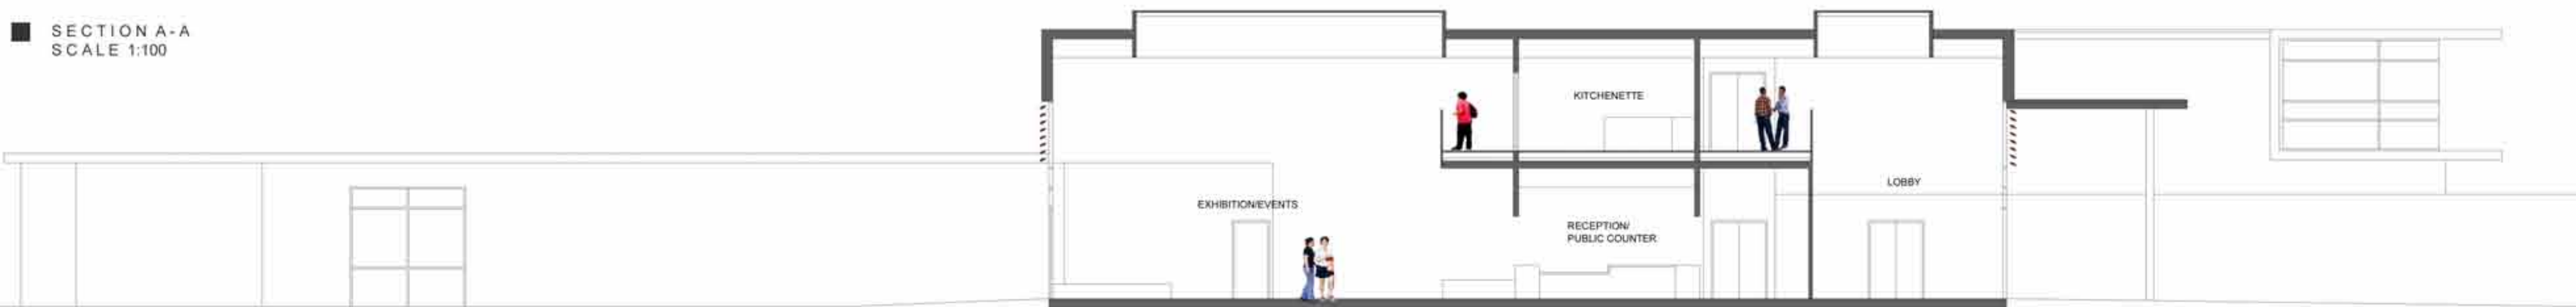 SECTION A-A
SCALE 1:100
KITCHENETTE
LOBBY
EXHIBITION/EVENTS
RECEPTION/
PUBLIC COUNTER